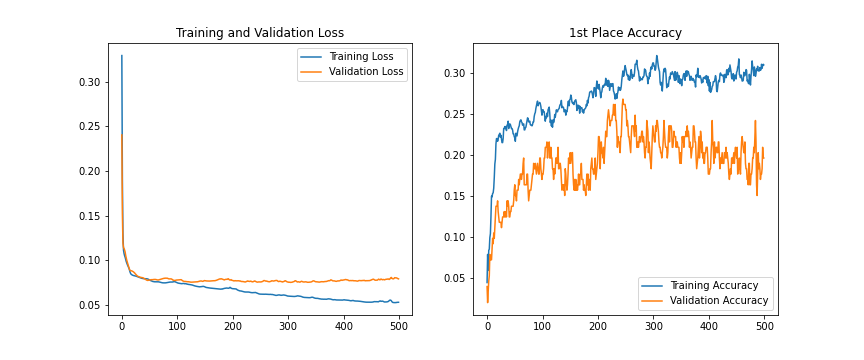 Training and Validation Loss
Training Loss
Validation Loss
0.30
0.25
0.20
0.15
0.10
0.05
0 100 200 300 400 500
1st Place Accuracy
0.30
0.25
0.20
0.15
0.10
0.05
Training Accuracy
Validation Accuracy
0 100 200 300 400 500